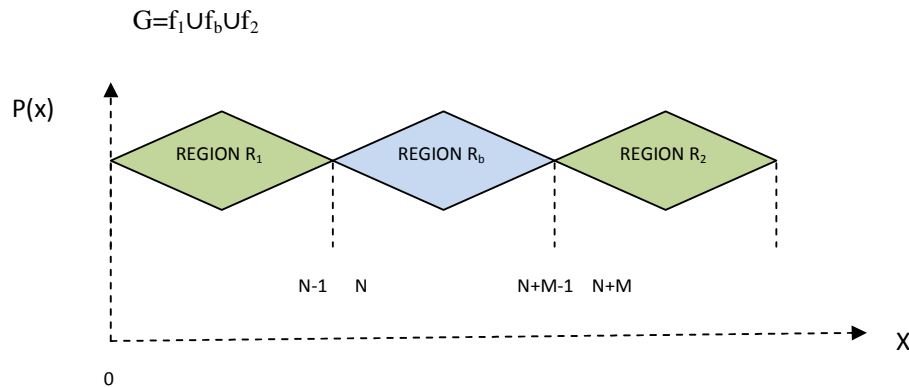 G=f₁∪f_b∪f₂
P(x)
REGION R₁ REGION R_b REGION R₂
N-1 N N+M-1 N+M
X
0